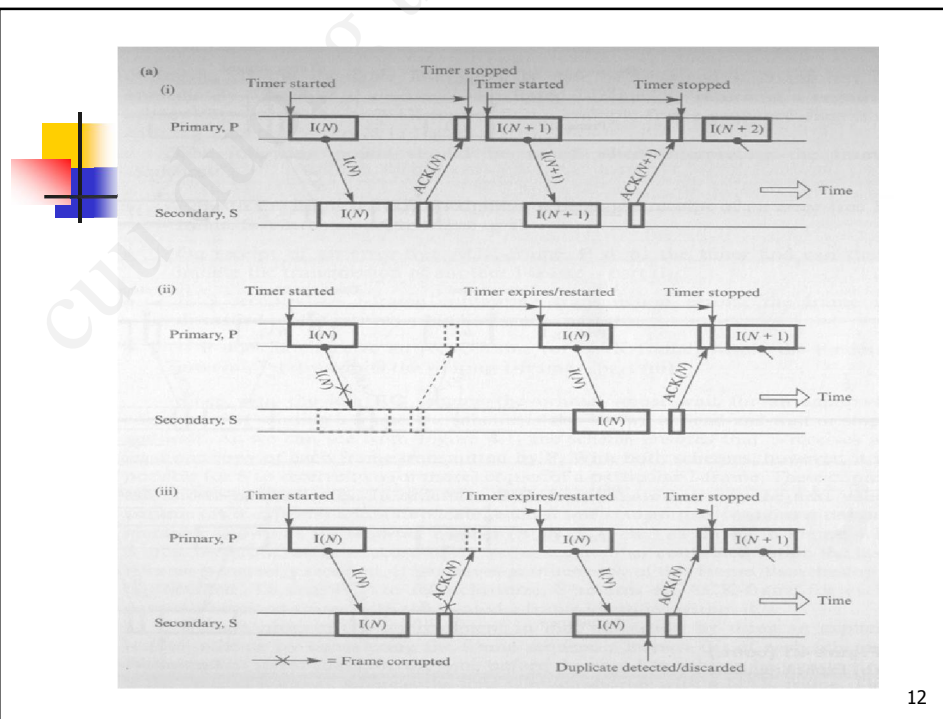 cuu du
(a)
(i)
Timer started
Timer stopped
Timer started
Timer stopped
Primary, P
I(N)
I(N + 1)
I(N + 2)
I(N)
ACK(N)
I(N+1)
ACK(N+1)
Time
Secondary, S
I(N)
I(N + 1)
(ii)
Timer started
Timer expires/restarted
Timer stopped
Primary, P
I(N)
I(N)
I(N + 1)
I(N)
I(N)
ACK(N)
Time
Secondary, S
I(N)
(iii)
Timer started
Timer expires/restarted
Timer stopped
Primary, P
I(N)
I(N)
I(N + 1)
I(N)
ACK(N)
I(N)
ACK(N)
Time
Secondary, S
I(N)
I(N)
= Frame corrupted
Duplicate detected/discarded
12